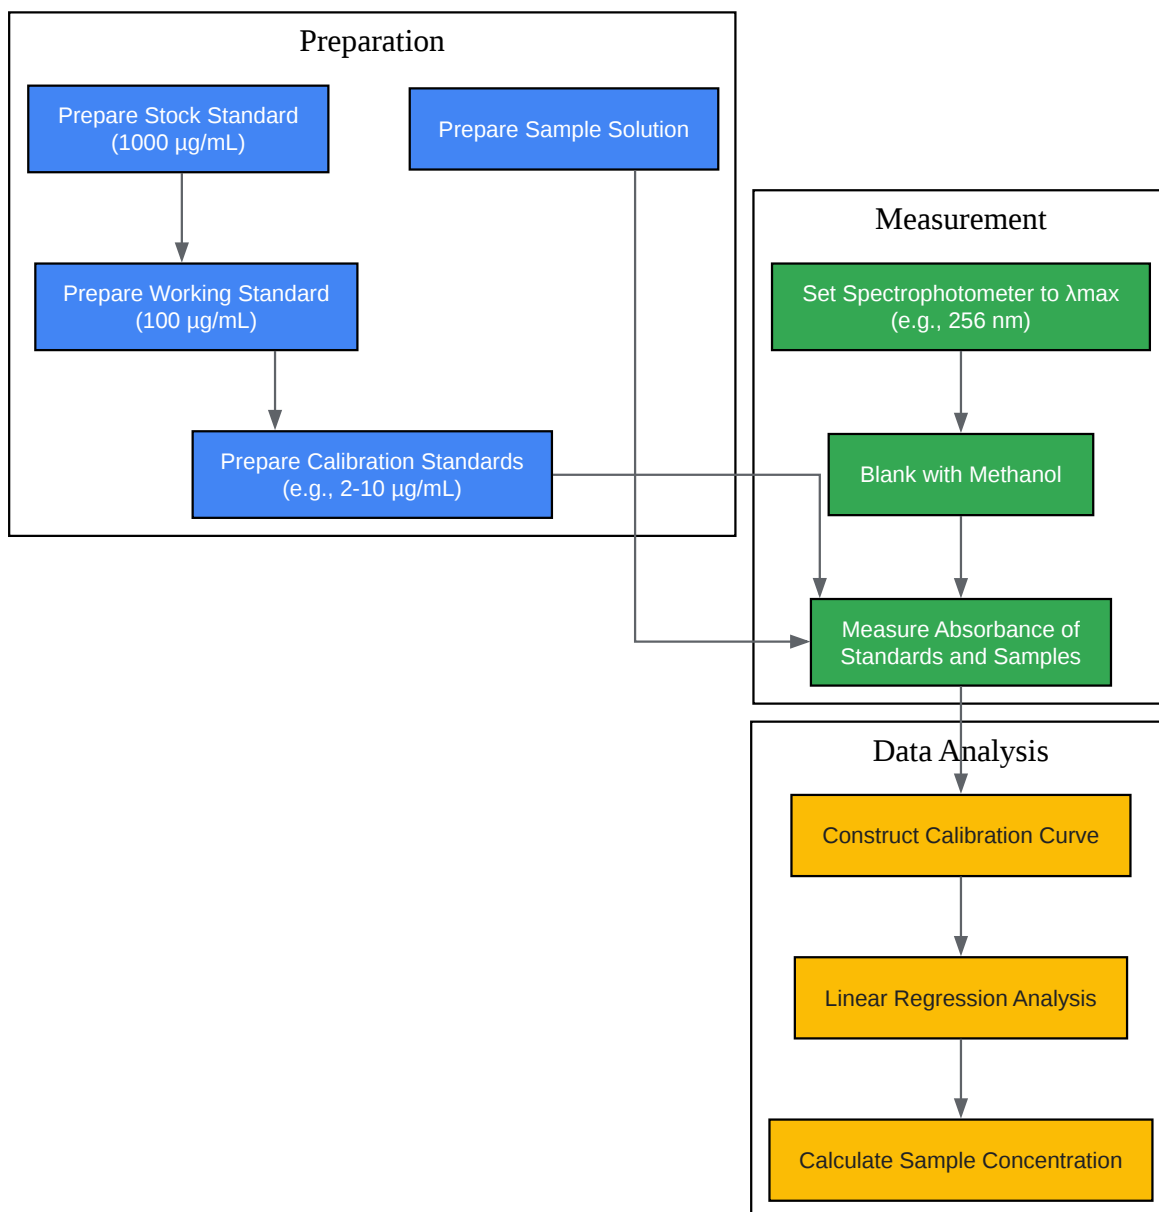 Preparation
Prepare Stock Standard
(1000 µg/mL)
Prepare Sample Solution
Prepare Working Standard
(100 µg/mL)
Prepare Calibration Standards
(e.g., 2-10 µg/mL)
Measurement
Set Spectrophotometer to λmax
(e.g., 256 nm)
Blank with Methanol
Measure Absorbance of
Standards and Samples
Data Analysis
Construct Calibration Curve
Linear Regression Analysis
Calculate Sample Concentration